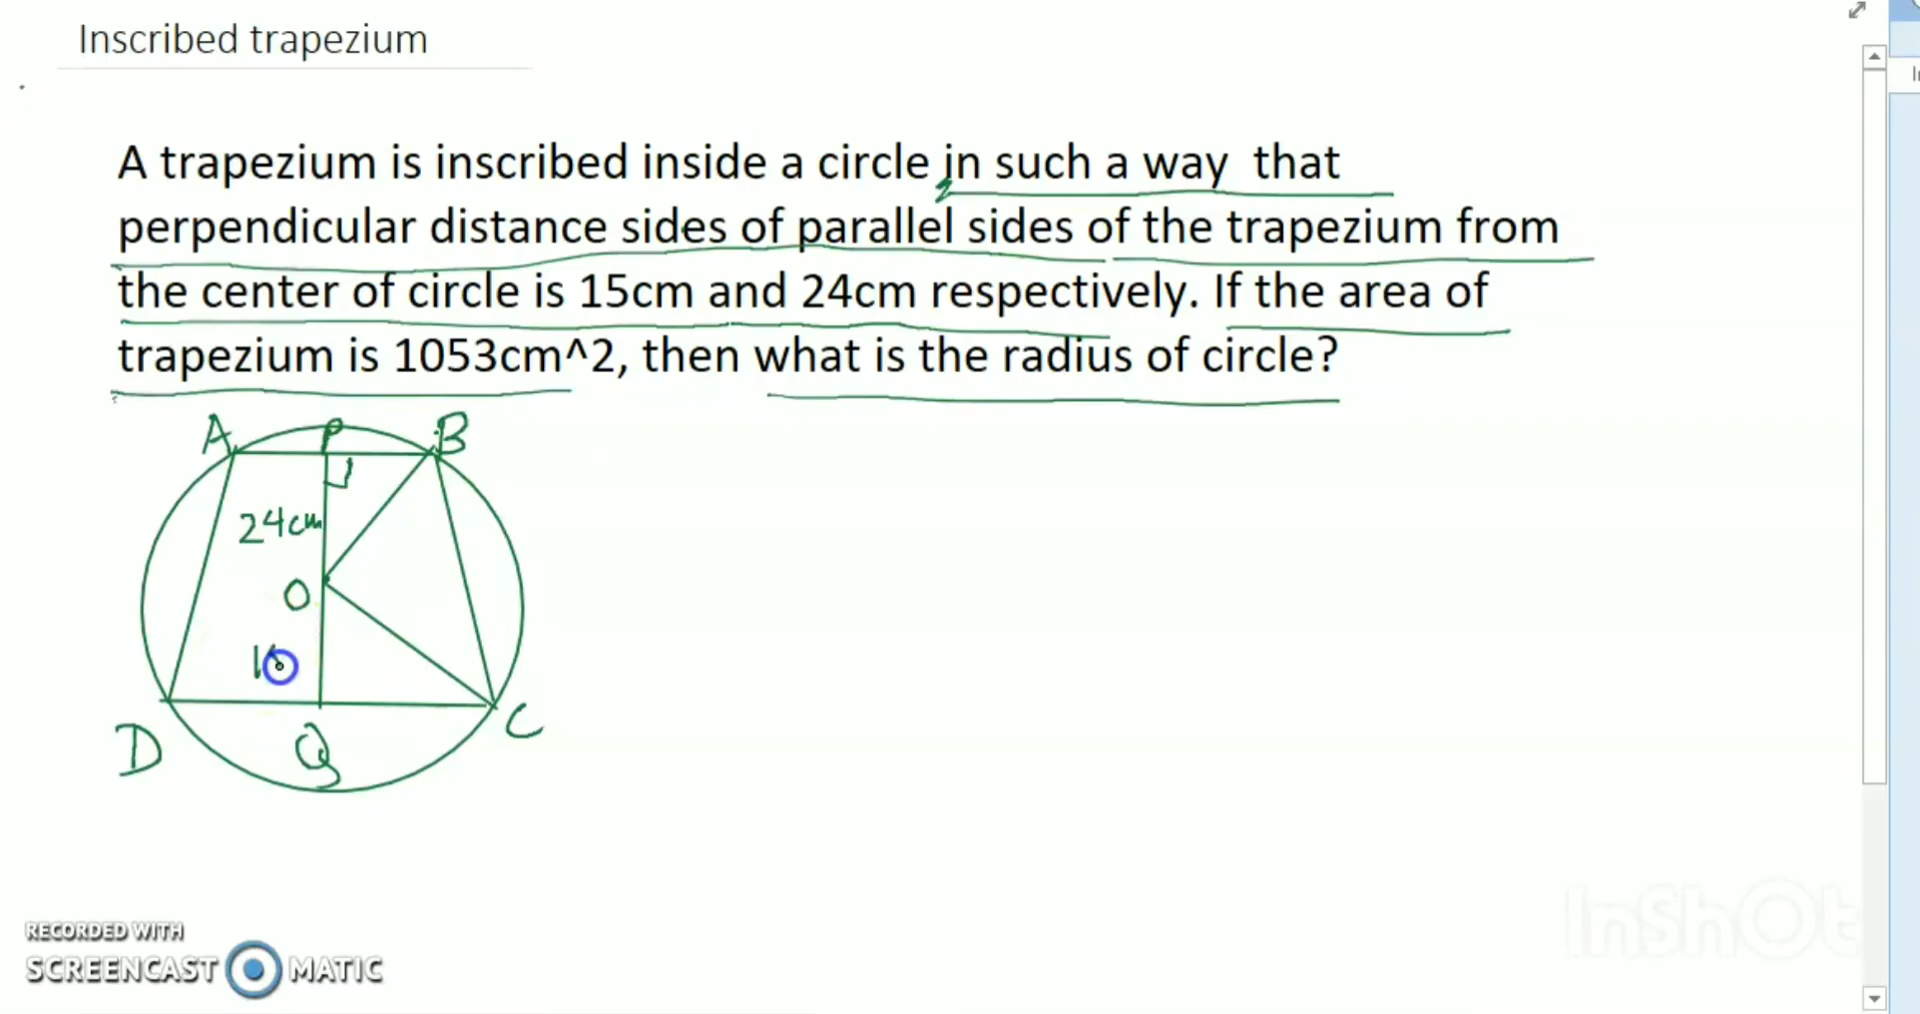 Inscribed trapezium
A trapezium is inscribed inside a circle in such a way that
perpendicular distance sides of parallel sides of the trapezium from
the center of circle is 15cm and 24cm respectively. If the area of
trapezium is 1053cm^2, then what is the radius of circle?
A P B
24cm
O
D Q C
RECORDED WITH
SCREENCAST MATIC
InShOt